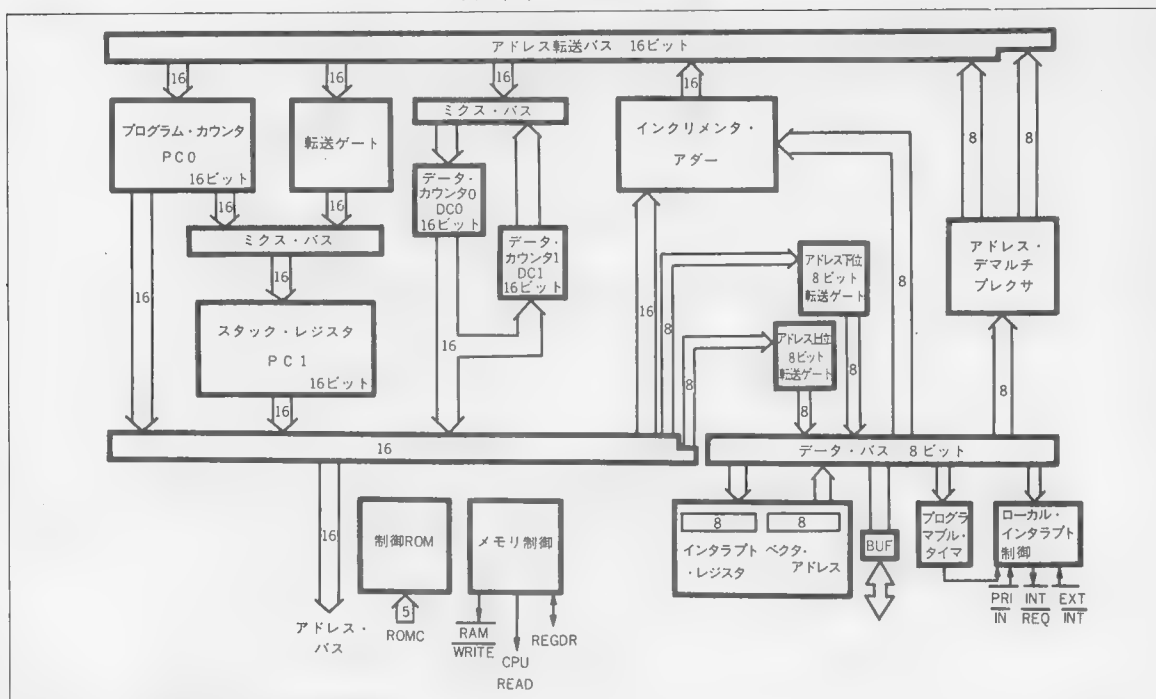 アドレス転送バス 16ビット
16
16
16
16
8
8
プログラム・カウンタ
PC0
16ビット
転送ゲート
ミクス・バス
インクリメンタ・
アダー
16
データ・
カウンタ0
DC0
16ビット
データ・
カウンタ1
DC1
16ビット
16
16
ミクス・バス
16
アドレス下位
8ビット
転送ゲート
アドレス・
デマルチ
プレクサ
16
8
スタック・レジスタ
PC1
16ビット
16
16
8
アドレス上位
8ビット
転送ゲート
8
8
8
8
16
16
データ・バス 8ビット
16
制御ROM
メモリ制御
8
8
インタラプト
・レジスタ
ベクタ・
アドレス
BUF
プログラ
マブル・
タイマ
ローカル・
インタラプト
制御
アドレス・
バス
5
ROMC
RAM
WRITE
CPU
READ
REGDR
PRI
IN
INT
REQ
EXT
INT